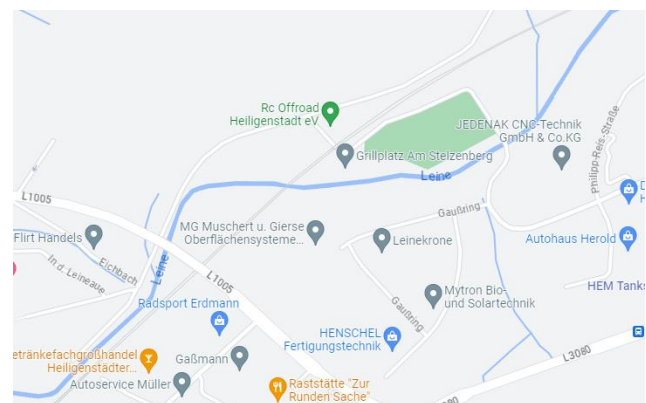 Rc Offroad
Heiligenstadt eV
JEDENAK CNC-Technik
GmbH & Co.KG
Philipp-Reis-Straße
Grillplatz Am Stelzenberg
Leine
L1005
Gaußring
MG Muschert u. Gierse
Oberflächensysteme...
Leinekrone
Autohaus Herold
Flirt Handels
Eichbach
In d. Leineaue
Leine
L1005
HEM Tanks
Mytron Bio-
und Solartechnik
Gaußring
Radsport Erdmann
HENSCHEL
Fertigungstechnik
L3080
etränkefachgroßhandel
Heiligenstädter...
Gaßmann
Autoservice Müller
Raststätte "Zur
Runden Sache"